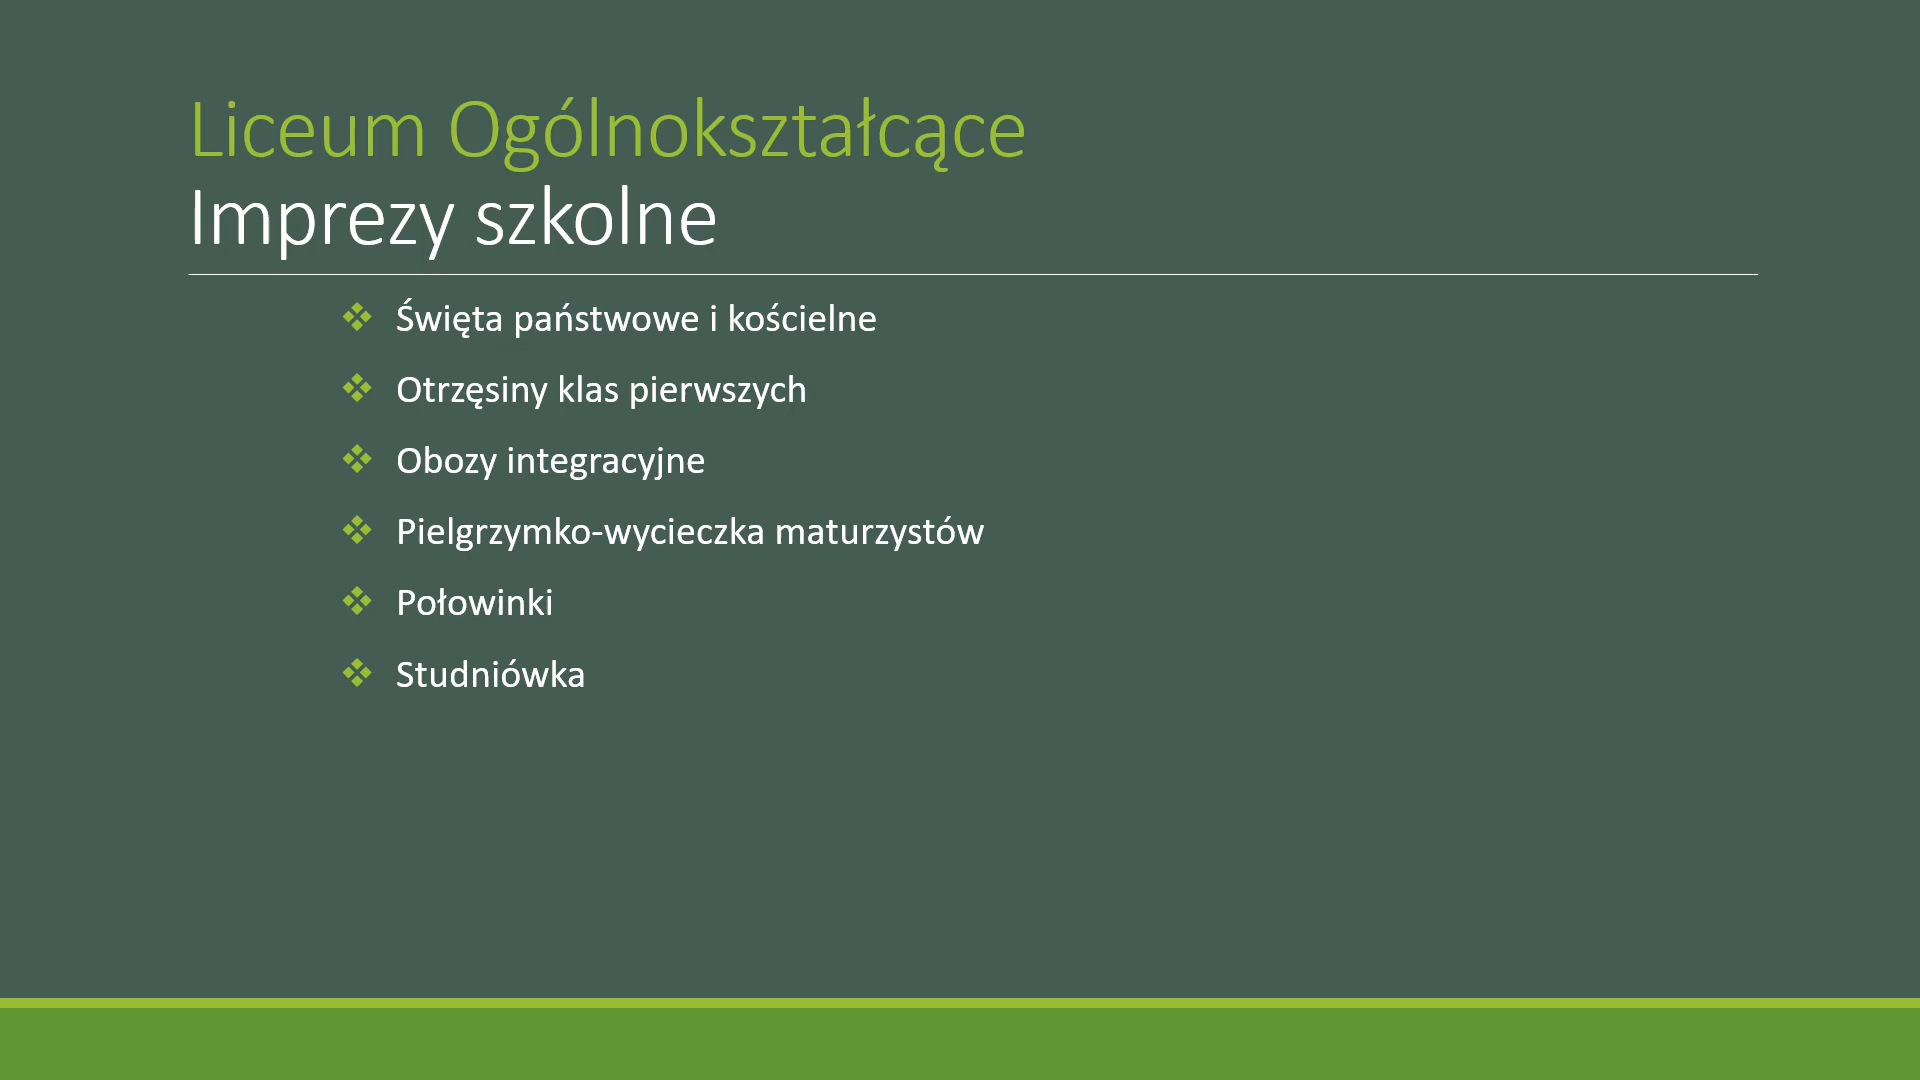 Liceum Ogólnokształcące
Imprezy szkolne
Święta państwowe i kościelne
Otrzęsiny klas pierwszych
Obozy integracyjne
Pielgrzymko-wycieczka maturzystów
Połowinki
Studniówka